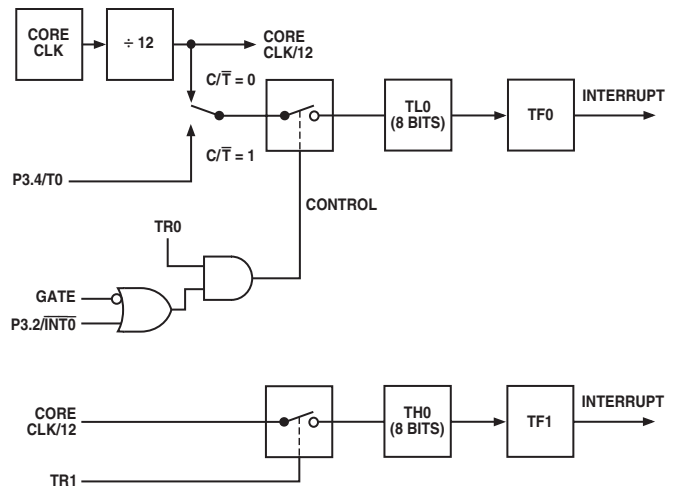 CORE
CLK
÷ 12
CORE
CLK/12
C/T̅ = 0
TL0
(8 BITS)
TF0
INTERRUPT
C/T̅ = 1
P3.4/T0
CONTROL
TR0
GATE
P3.2/I̅N̅T̅0̅
CORE
CLK/12
TH0
(8 BITS)
TF1
INTERRUPT
TR1